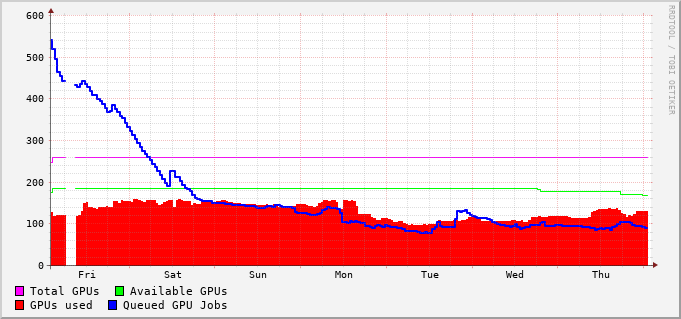 600
500
400
300
200
100
0
Fri Sat Sun Mon Tue Wed Thu
Total GPUs Available GPUs
GPUs used Queued GPU Jobs
RRDTOOL / TOBI OETIKER